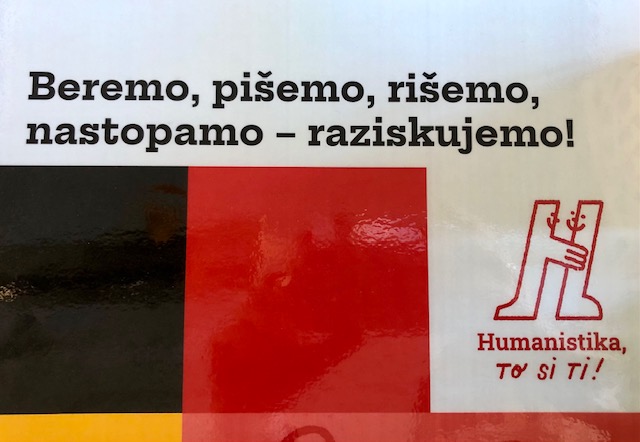 Beremo, pišemo, rišemo,
nastopamo – raziskujemo!
Humanistika,
TO SI TI!